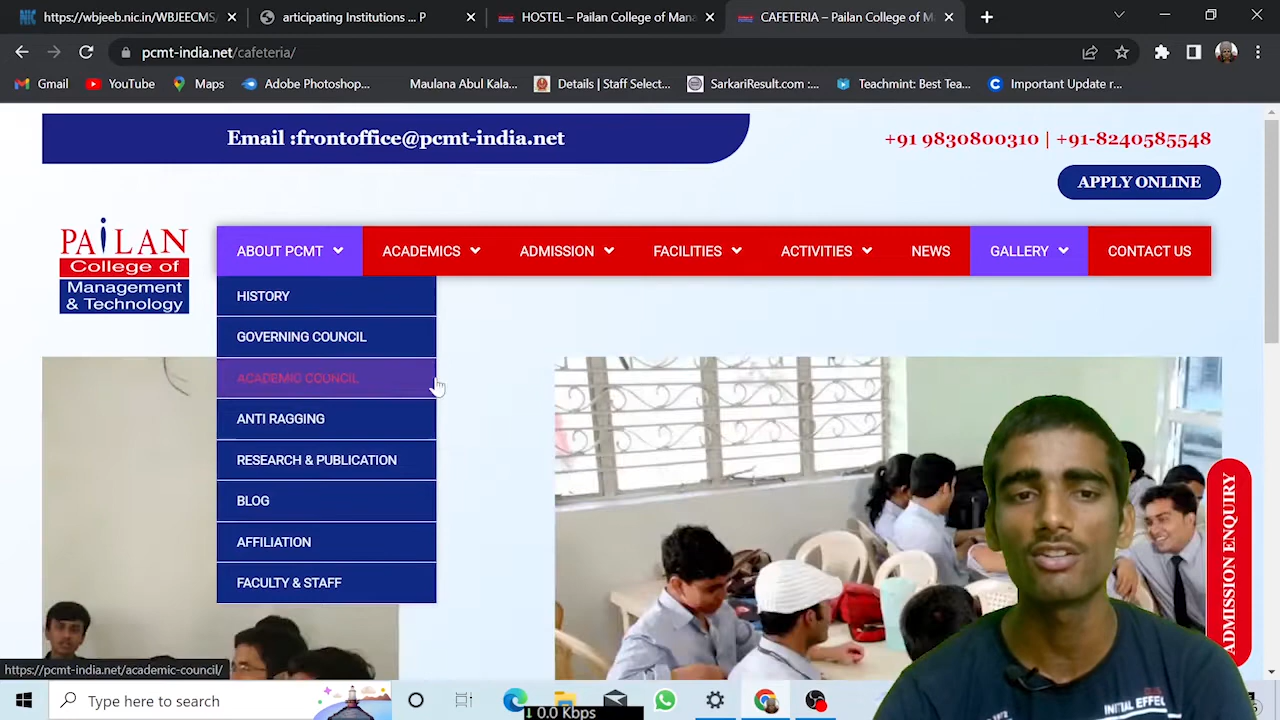 https://wbjeeb.nic.in/WBJEECMS/
articipating Institutions ... P
HOSTEL – Pailan College of Mana
CAFETERIA – Pailan College of Ma
pcmt-india.net/cafeteria/
Gmail
YouTube
Maps
Adobe Photoshop...
Maulana Abul Kala...
Details | Staff Select...
SarkariResult.com :...
Teachmint: Best Tea...
Important Update r...
Email :frontoffice@pcmt-india.net
+91 9830800310 | +91-8240585548
APPLY ONLINE
PAiLAN
College of
Management
& Technology
ABOUT PCMT
ACADEMICS
ADMISSION
FACILITIES
ACTIVITIES
NEWS
GALLERY
CONTACT US
HISTORY
GOVERNING COUNCIL
ACADEMIC COUNCIL
ANTI RAGGING
RESEARCH & PUBLICATION
BLOG
AFFILIATION
FACULTY & STAFF
ADMISSION ENQUIRY
https://pcmt-india.net/academic-council/
Type here to search
0.0 Kbps
INITIAL EFFEC